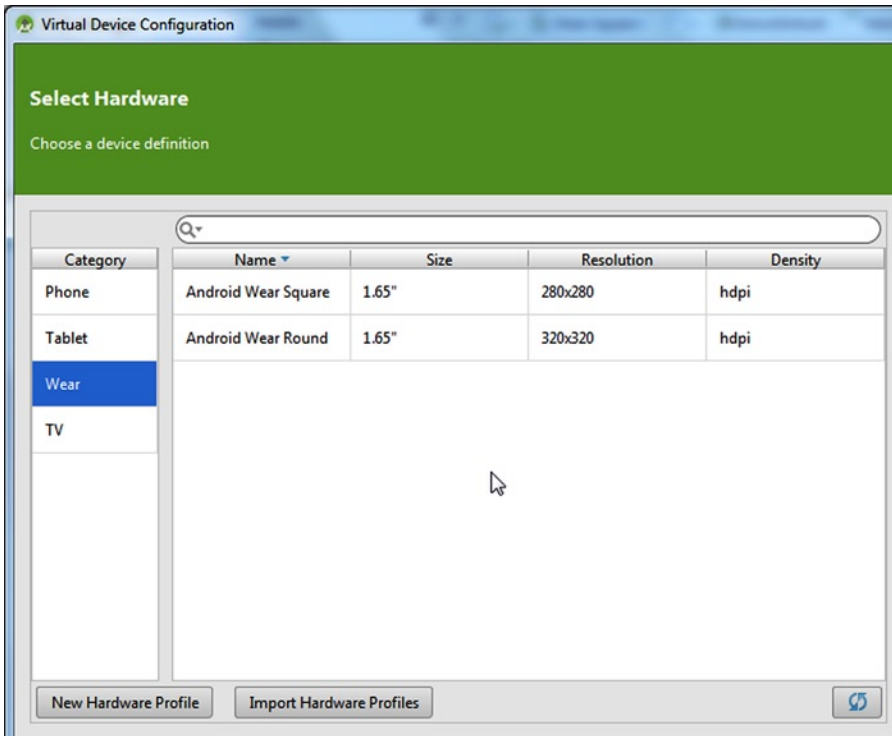 Virtual Device Configuration
Select Hardware
Choose a device definition
Category Name Size Resolution Density
Phone Android Wear Square 1.65" 280x280 hdpi
Tablet Android Wear Round 1.65" 320x320 hdpi
Wear
TV
New Hardware Profile Import Hardware Profiles